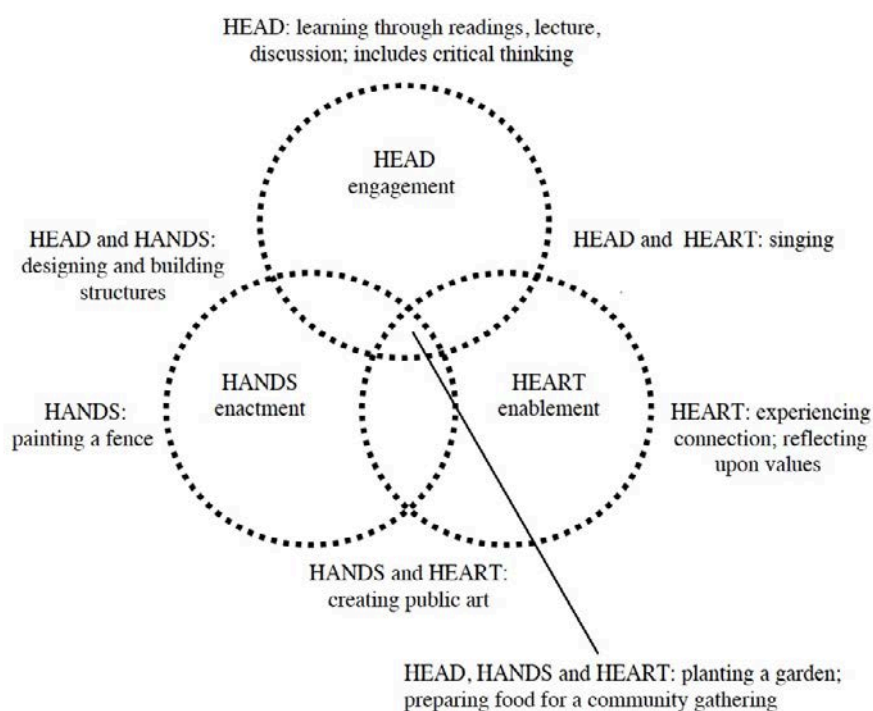 HEAD: learning through readings, lecture,
discussion; includes critical thinking
HEAD
engagement
HEAD and HANDS:
designing and building
structures
HEAD and HEART: singing
HANDS
enactment
HEART
enablement
HANDS:
painting a fence
HEART: experiencing
connection; reflecting
upon values
HANDS and HEART:
creating public art
HEAD, HANDS and HEART: planting a garden;
preparing food for a community gathering